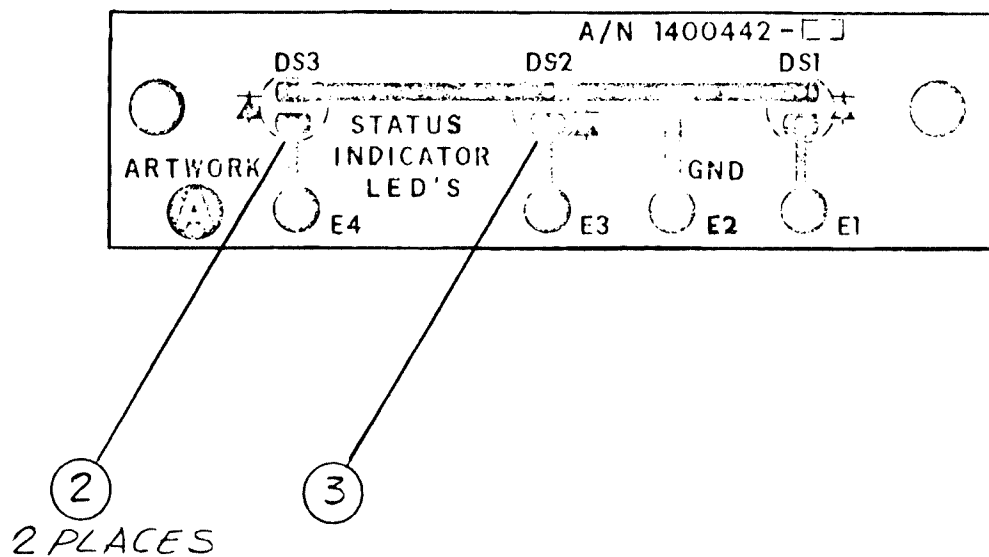 A/N 1400442-
DS3 DS2 DS1
STATUS
INDICATOR
LED'S
ARTWORK
A
GND
E4 E3 E2 E1
2 3
2 PLACES